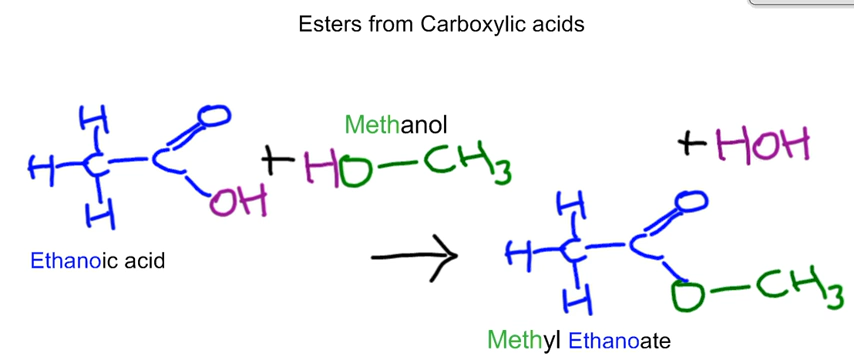 Esters from Carboxylic acids
H O
H-C-C
H OH
+ HO-CH3
Methanol
Ethanoic acid
→
+ HOH
H O
H-C-C
H O-CH3
Methyl Ethanoate